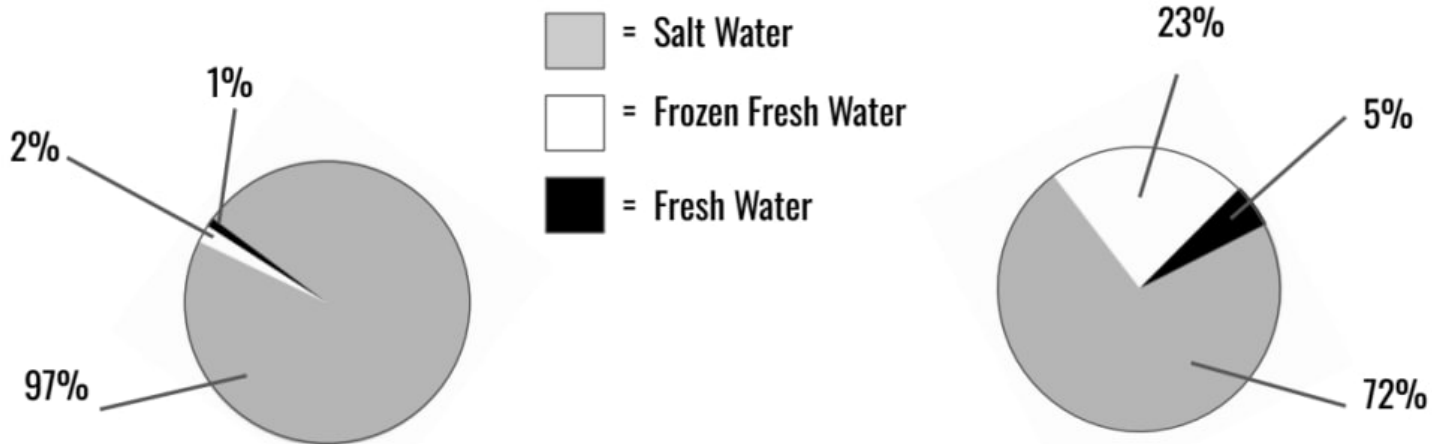 1%
2%
97%
= Salt Water
= Frozen Fresh Water
= Fresh Water
23%
5%
72%